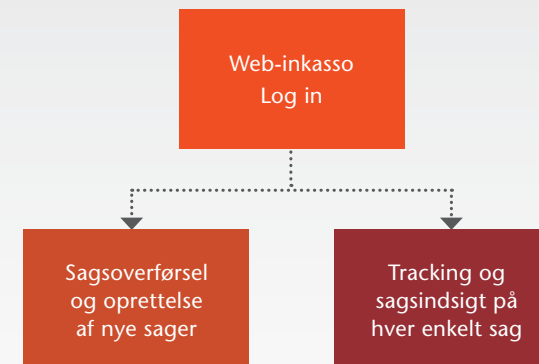 Web-inkasso
Log in
Sagsoverførsel
og oprettelse
af nye sager
Tracking og
sagsindsigt på
hver enkelt sag